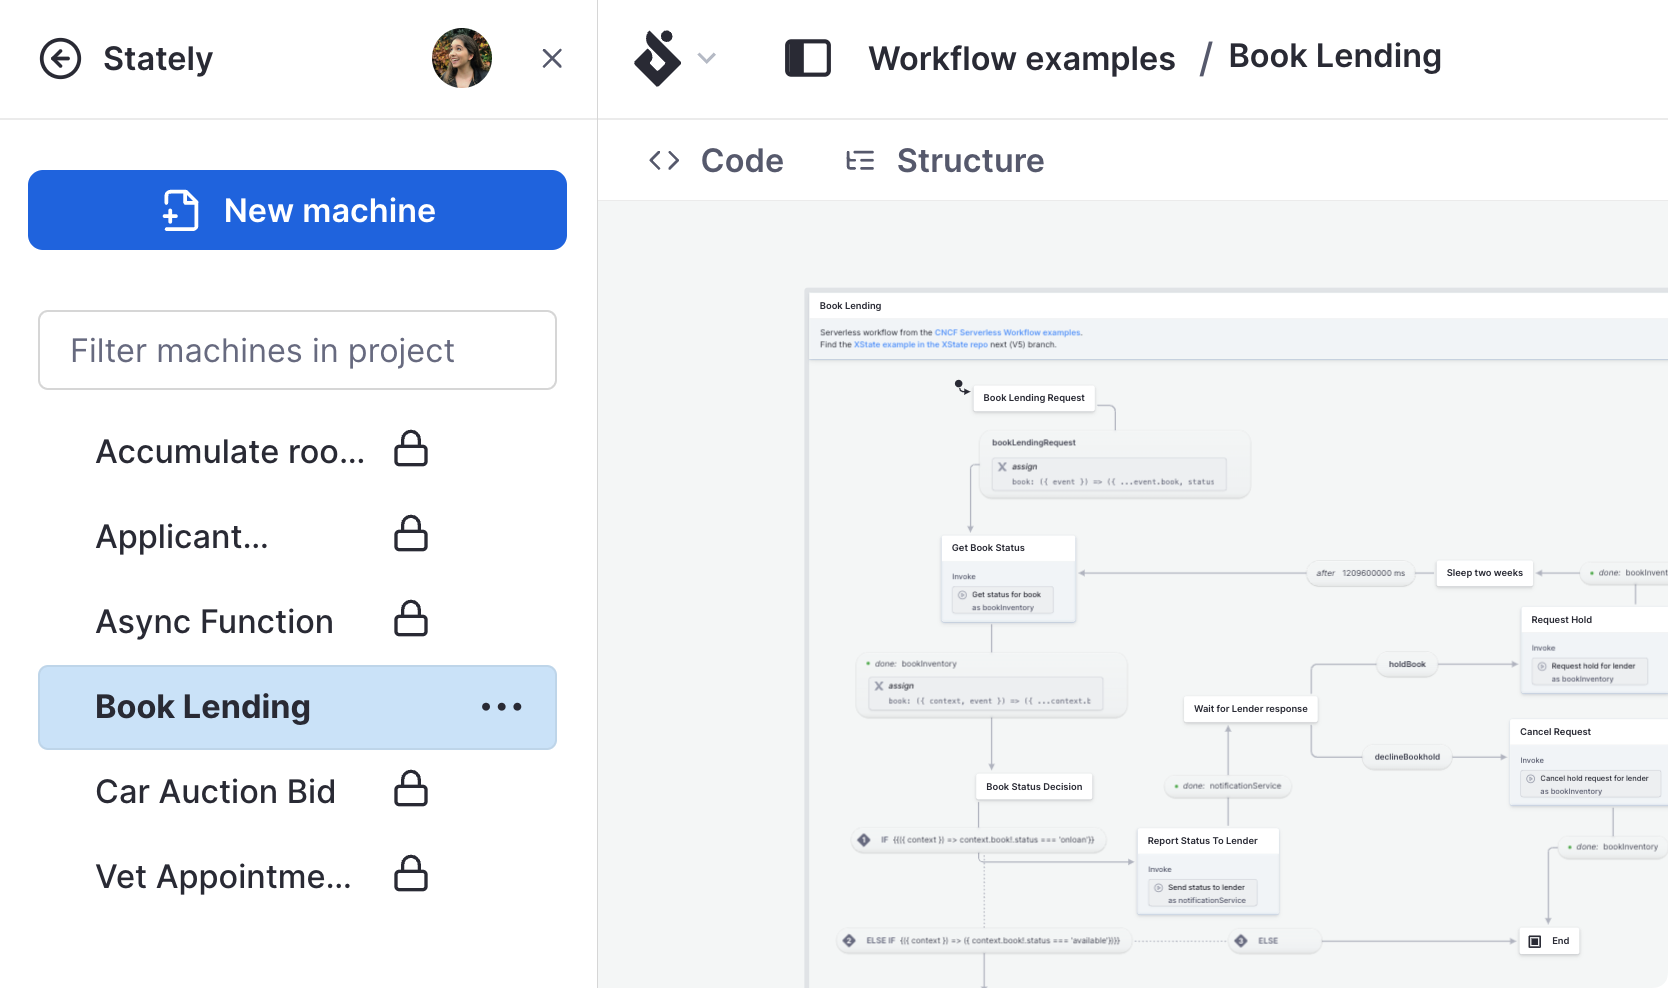 Stately
New machine
Filter machines in project
Accumulate roo...
Applicant...
Async Function
Book Lending
Car Auction Bid
Vet Appointme...
Workflow examples / Book Lending
Code
Structure
Book Lending
Serverless workflow from the CNCF Serverless Workflow examples.
Find the XState example in the XState repo next (V5) branch.
Book Lending Request
bookLendingRequest
assign
book: ({ event }) => ({ ...event.book, status
Get Book Status
Invoke
Get status for book
as bookInventory
after 1209600000 ms
Sleep two weeks
done: bookInvent
Request Hold
Invoke
Request hold for lender
as bookInventory
done: bookInventory
assign
book: ({ context, event }) => ({ ...context.b
holdBook
Wait for Lender response
declineBookhold
Cancel Request
Invoke
Cancel hold request for lender
as bookInventory
Book Status Decision
done: notificationService
1 IF {({ context }) => context.book!.status === 'onloan'}}
Report Status To Lender
Invoke
Send status to lender
as notificationService
done: bookInventory
2 ELSE IF {({ context }) => ({ context.book!.status === 'available'})}}
3 ELSE
End